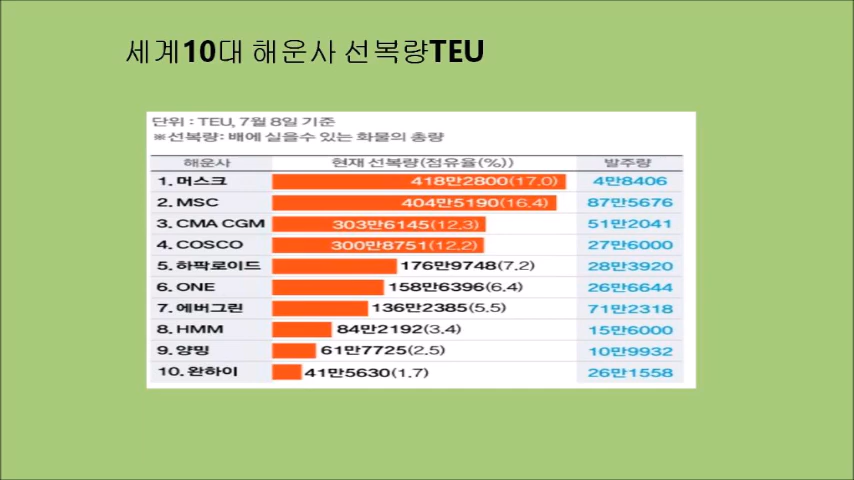 세계10대 해운사 선복량TEU
단위 : TEU, 7월 8일 기준
※선복량: 배에 실을수 있는 화물의 총량
해운사 현재 선복량(점유율(%)) 발주량
1. 머스크 418만2800(17.0) 4만8406
2. MSC 404만5190(16.4) 87만5676
3. CMA CGM 303만6145(12.3) 51만2041
4. COSCO 300만8751(12.2) 27만6000
5. 하팍로이드 176만9748(7.2) 28만3920
6. ONE 158만6396(6.4) 26만6644
7. 에버그린 136만2385(5.5) 71만2318
8. HMM 84만2192(3.4) 15만6000
9. 양밍 61만7725(2.5) 10만9932
10. 완하이 41만5630(1.7) 26만1558